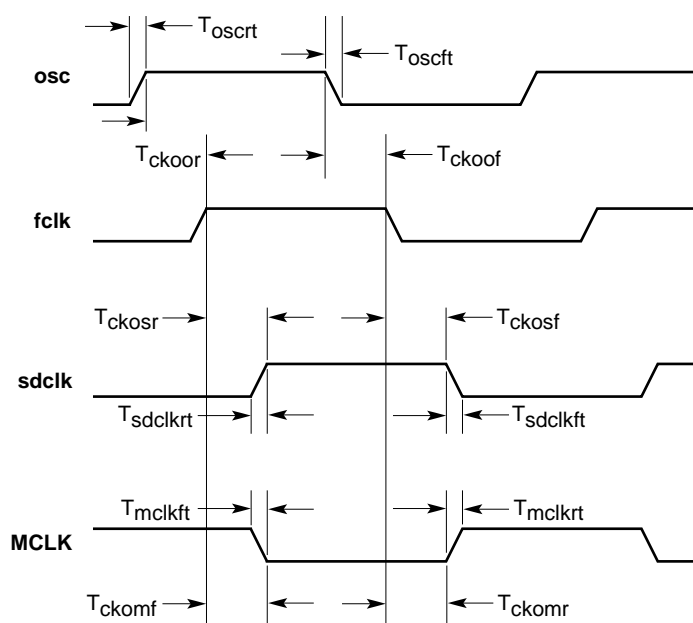 Toscrt
Toscft
osc
Tckoor
Tckoof
fclk
Tckosr
Tckosf
sdclk
Tsdclkrt
Tsdclkft
Tmclkft
Tmclkrt
MCLK
Tckomf
Tckomr